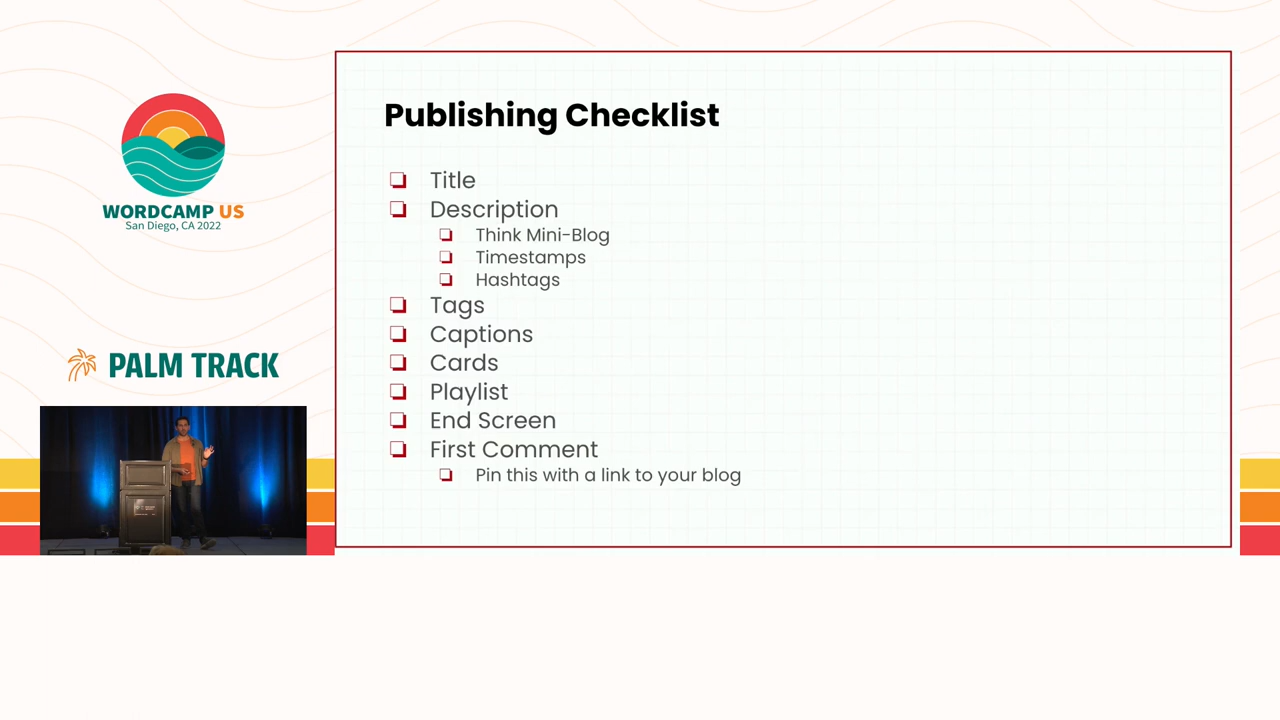 WORDCAMP US
San Diego, CA 2022
PALM TRACK
Publishing Checklist
Title
Description
Think Mini-Blog
Timestamps
Hashtags
Tags
Captions
Cards
Playlist
End Screen
First Comment
Pin this with a link to your blog